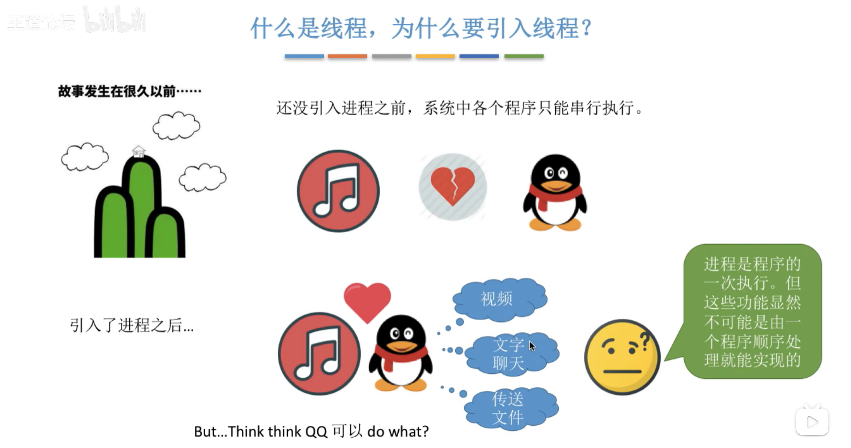 bilibili
什么是线程，为什么要引入线程？
故事发生在很久以前……
还没引入进程之前，系统中各个程序只能串行执行。
引入了进程之后...
视频
文字
聊天
传送
文件
?
进程是程序的
一次执行。但
这些功能显然
不可能是由一
个程序顺序处
理就能实现的
But...Think think QQ 可以 do what?